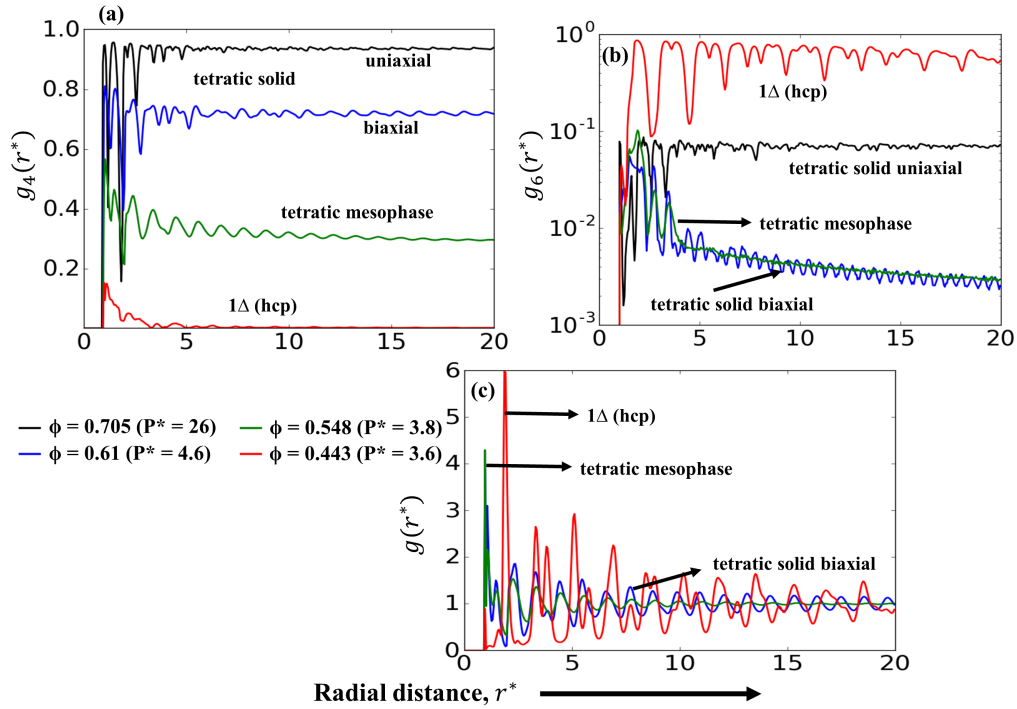 (a)
1.0
0.8
0.6
0.4
0.2
g₄(r*)
uniaxial
tetratic solid
biaxial
tetratic mesophase
1Δ (hcp)
5 10 15 20
(b)
10⁰
10⁻¹
10⁻²
10⁻³
g₆(r*)
1Δ (hcp)
tetratic solid uniaxial
tetratic mesophase
tetratic solid biaxial
5 10 15 20
ϕ = 0.705 (P* = 26) ϕ = 0.548 (P* = 3.8)
ϕ = 0.61 (P* = 4.6) ϕ = 0.443 (P* = 3.6)
(c)
6
5
4
3
2
1
0
g(r*)
1Δ (hcp)
tetratic mesophase
tetratic solid biaxial
0 5 10 15 20
Radial distance, r*